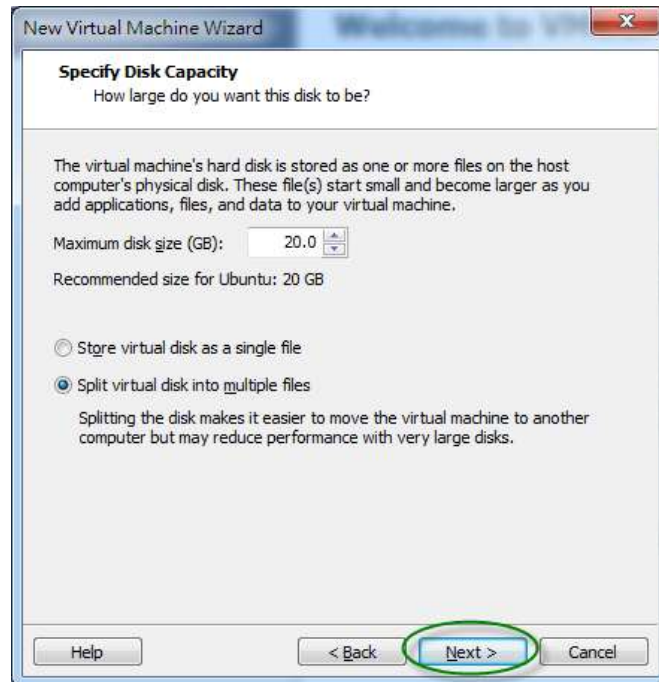 New Virtual Machine Wizard
Welcome to VM
Specify Disk Capacity
How large do you want this disk to be?
The virtual machine's hard disk is stored as one or more files on the host
computer's physical disk. These file(s) start small and become larger as you
add applications, files, and data to your virtual machine.
Maximum disk size (GB): 20.0
Recommended size for Ubuntu: 20 GB
Store virtual disk as a single file
Split virtual disk into multiple files
Splitting the disk makes it easier to move the virtual machine to another
computer but may reduce performance with very large disks.
Help < Back Next > Cancel